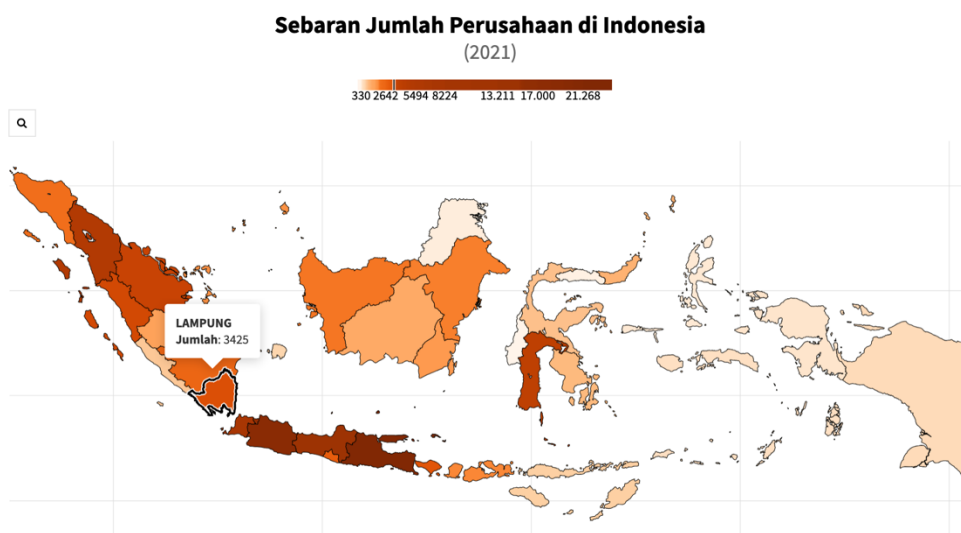 Sebaran Jumlah Perusahaan di Indonesia
(2021)
330 2642 5494 8224 13.211 17.000 21.268
LAMPUNG
Jumlah: 3425